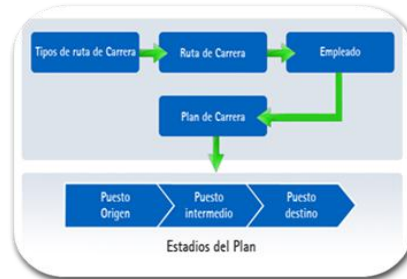 Tipos de ruta de Carrera
Ruta de Carrera
Empleado
Plan de Carrera
Puesto
Origen
Puesto
intermedio
Puesto
destino
Estadios del Plan